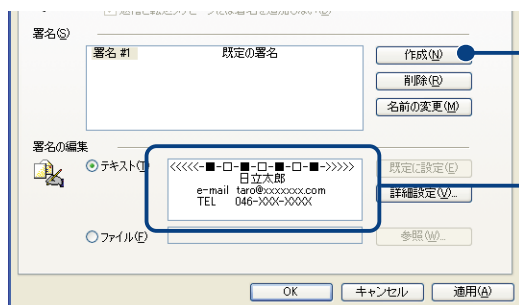 署名(S)
署名 #1 既定の署名
作成(N)
削除(R)
名前の変更(M)
署名の編集
テキスト(T)
<<<<<-■-□-■-□-■-□-■->>>>>
日立太郎
e-mail taro@xxxxxxx.com
TEL 046-XXX-XXXX
既定に設定(E)
詳細設定(V)...
ファイル(F)
参照(W)...
OK キャンセル 適用(A)